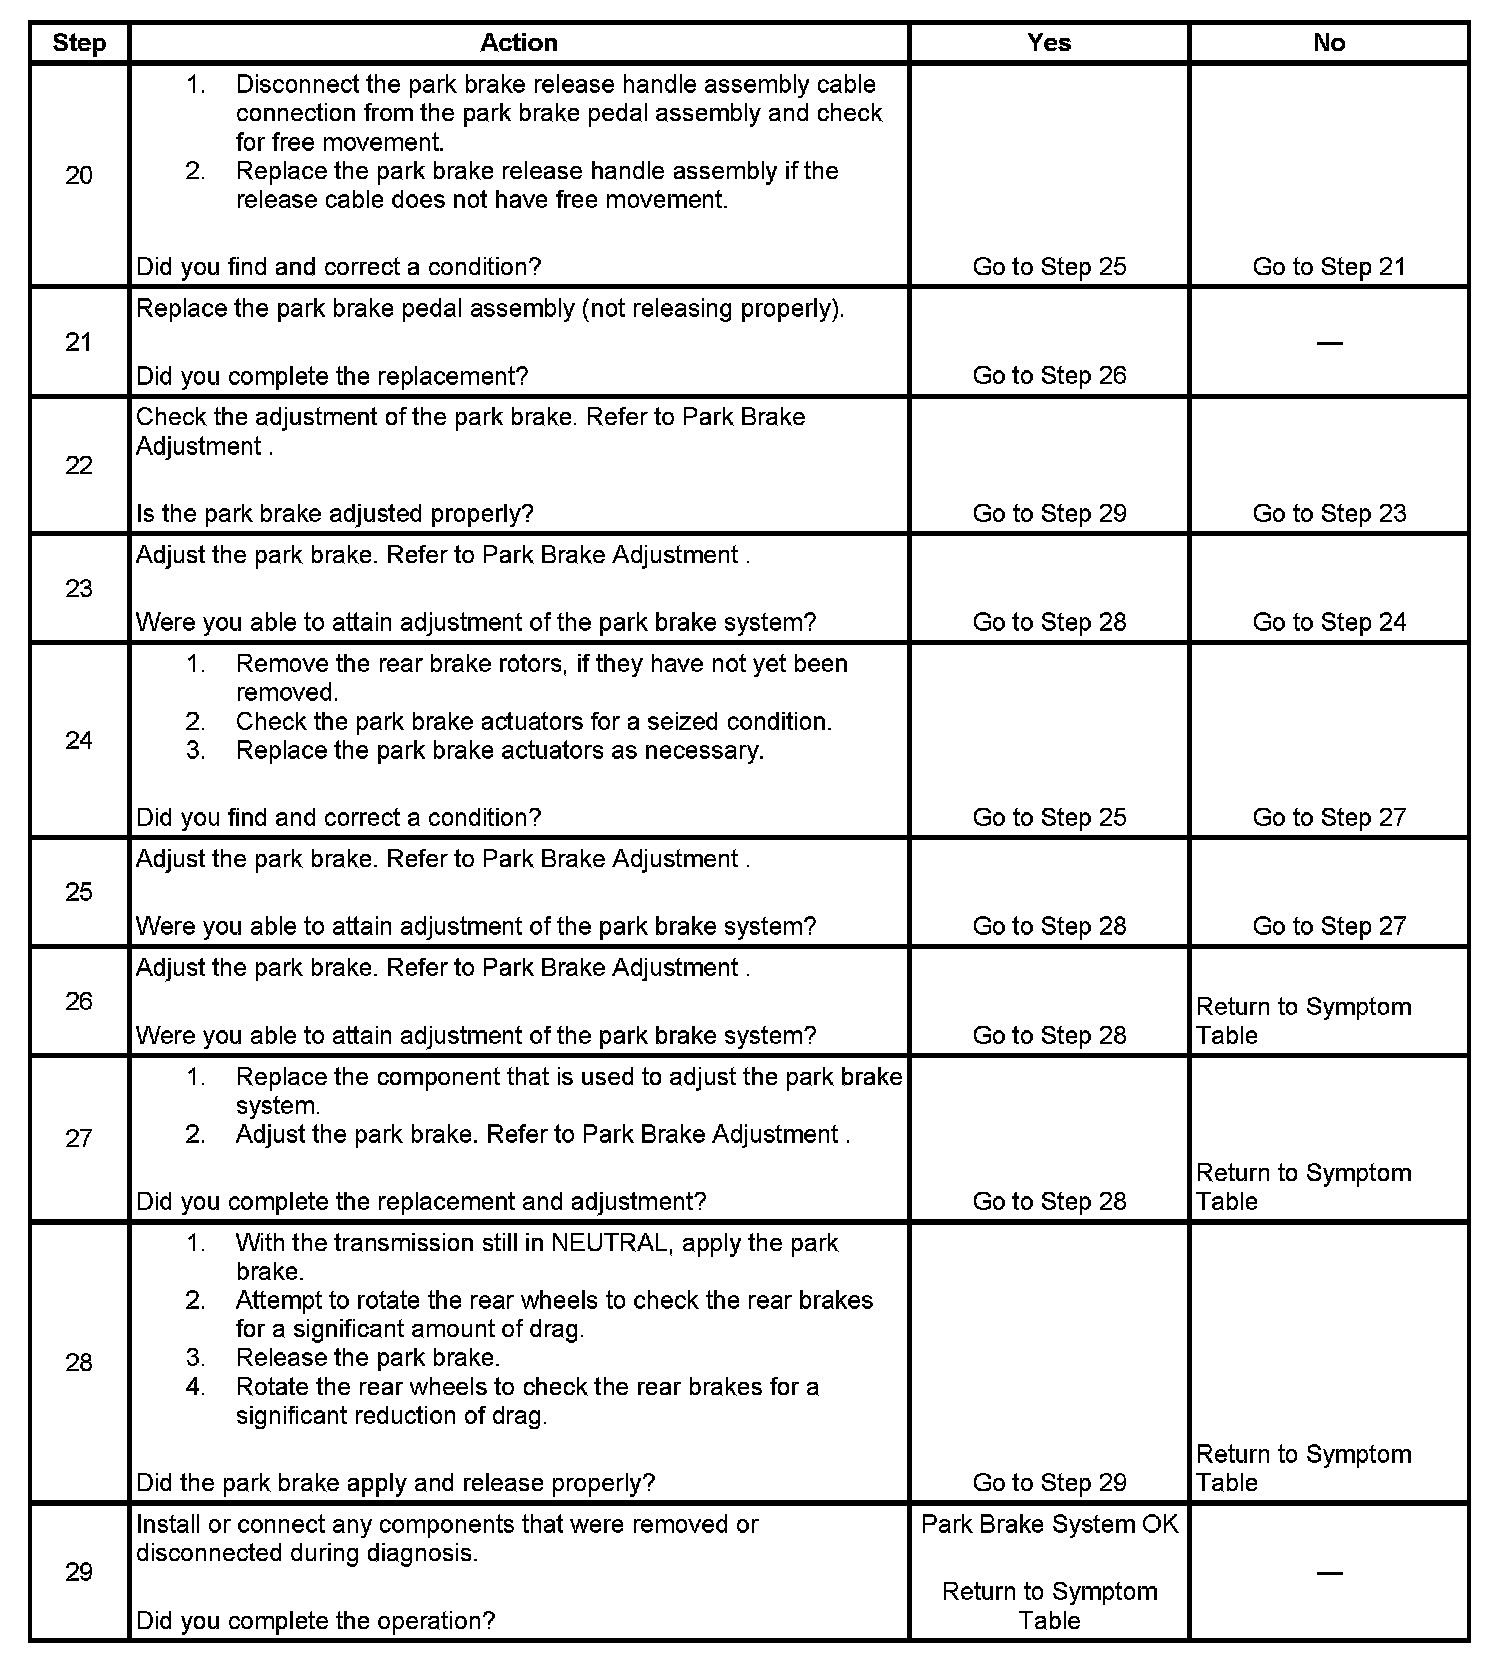 Step Action Yes No
1. Disconnect the park brake release handle assembly cable
connection from the park brake pedal assembly and check
for free movement.
20
2. Replace the park brake release handle assembly if the
release cable does not have free movement.
Did you find and correct a condition? Go to Step 25 Go to Step 21
Replace the park brake pedal assembly (not releasing properly).
21 —
Did you complete the replacement? Go to Step 26
Check the adjustment of the park brake. Refer to Park Brake
Adjustment .
22
Is the park brake adjusted properly? Go to Step 29 Go to Step 23
Adjust the park brake. Refer to Park Brake Adjustment .
23
Were you able to attain adjustment of the park brake system? Go to Step 28 Go to Step 24
1. Remove the rear brake rotors, if they have not yet been
removed.
2. Check the park brake actuators for a seized condition.
24
3. Replace the park brake actuators as necessary.
Did you find and correct a condition? Go to Step 25 Go to Step 27
Adjust the park brake. Refer to Park Brake Adjustment .
25
Were you able to attain adjustment of the park brake system? Go to Step 28 Go to Step 27
Adjust the park brake. Refer to Park Brake Adjustment .
26
Were you able to attain adjustment of the park brake system? Go to Step 28 Return to Symptom
Table
1. Replace the component that is used to adjust the park brake
system.
27
2. Adjust the park brake. Refer to Park Brake Adjustment .
Did you complete the replacement and adjustment? Go to Step 28 Return to Symptom
Table
1. With the transmission still in NEUTRAL, apply the park
brake.
2. Attempt to rotate the rear wheels to check the rear brakes
for a significant amount of drag.
28
3. Release the park brake.
4. Rotate the rear wheels to check the rear brakes for a
significant reduction of drag.
Did the park brake apply and release properly? Go to Step 29 Return to Symptom
Table
Install or connect any components that were removed or
disconnected during diagnosis.
29
Did you complete the operation?
Park Brake System OK
Return to Symptom
Table
—